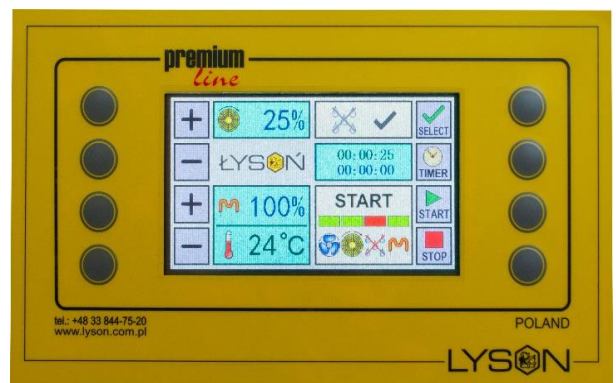 premium
line
+ 25% SELECT
- ŁYSOŃ 00:00:25
00:00:00 TIMER
+ 100% START START
- 24°C STOP
tel.: +48 33 844-75-20
www.lyson.com.pl
POLAND
LYSON